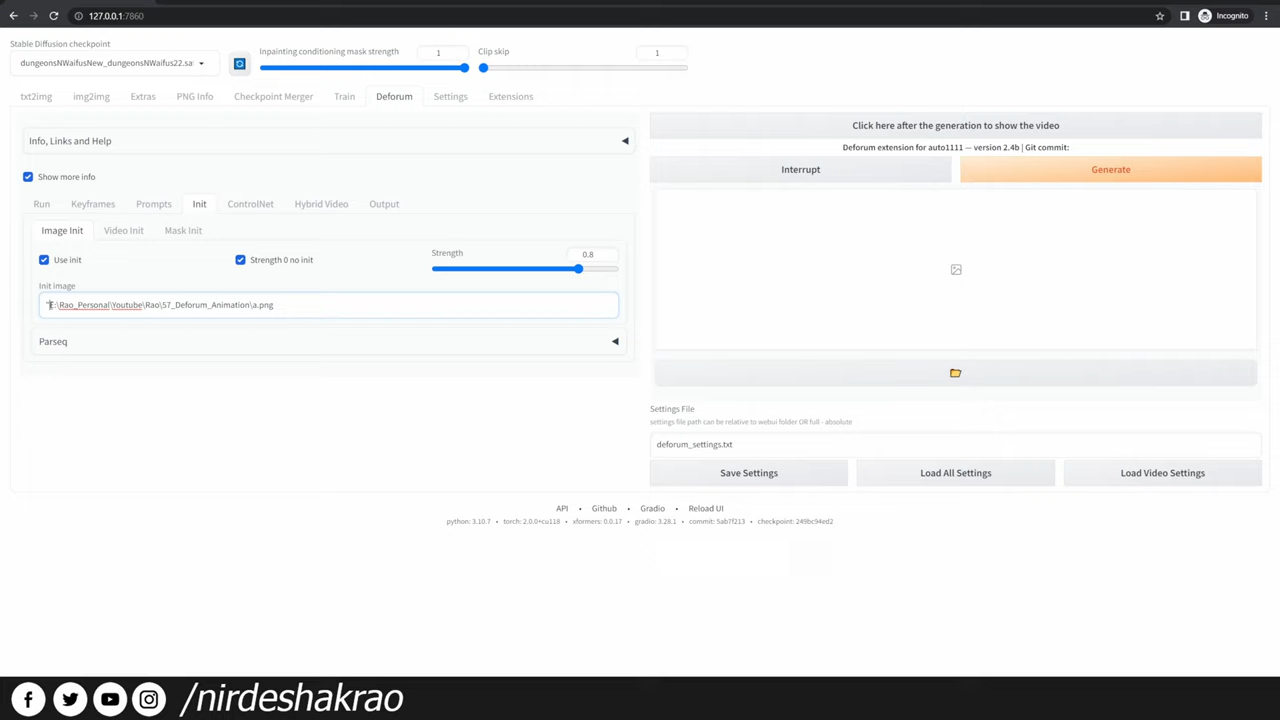 127.0.0.1:7860
Incognito
Stable Diffusion checkpoint
dungeonsNWaifusNew_dungeonsNWaifus22.sa
Inpainting conditioning mask strength
1
Clip skip
1
txt2img
img2img
Extras
PNG Info
Checkpoint Merger
Train
Deforum
Settings
Extensions
Info, Links and Help
Show more info
Run
Keyframes
Prompts
Init
ControlNet
Hybrid Video
Output
Image Init
Video Init
Mask Init
Use init
Strength 0 no init
Strength
0.8
Init image
"E:\Rao_Personal\Youtube\Rao\57_Deforum_Animation\a.png
Parseq
Click here after the generation to show the video
Deforum extension for auto1111 — version 2.4b | Git commit:
Interrupt
Generate
Settings File
settings file path can be relative to webui folder OR full - absolute
deforum_settings.txt
Save Settings
Load All Settings
Load Video Settings
API • Github • Gradio • Reload UI
python: 3.10.7 • torch: 2.0.0+cu118 • xformers: 0.0.17 • gradio: 3.28.1 • commit: 5ab7f213 • checkpoint: 249bc94ed2
/nirdeshakrao